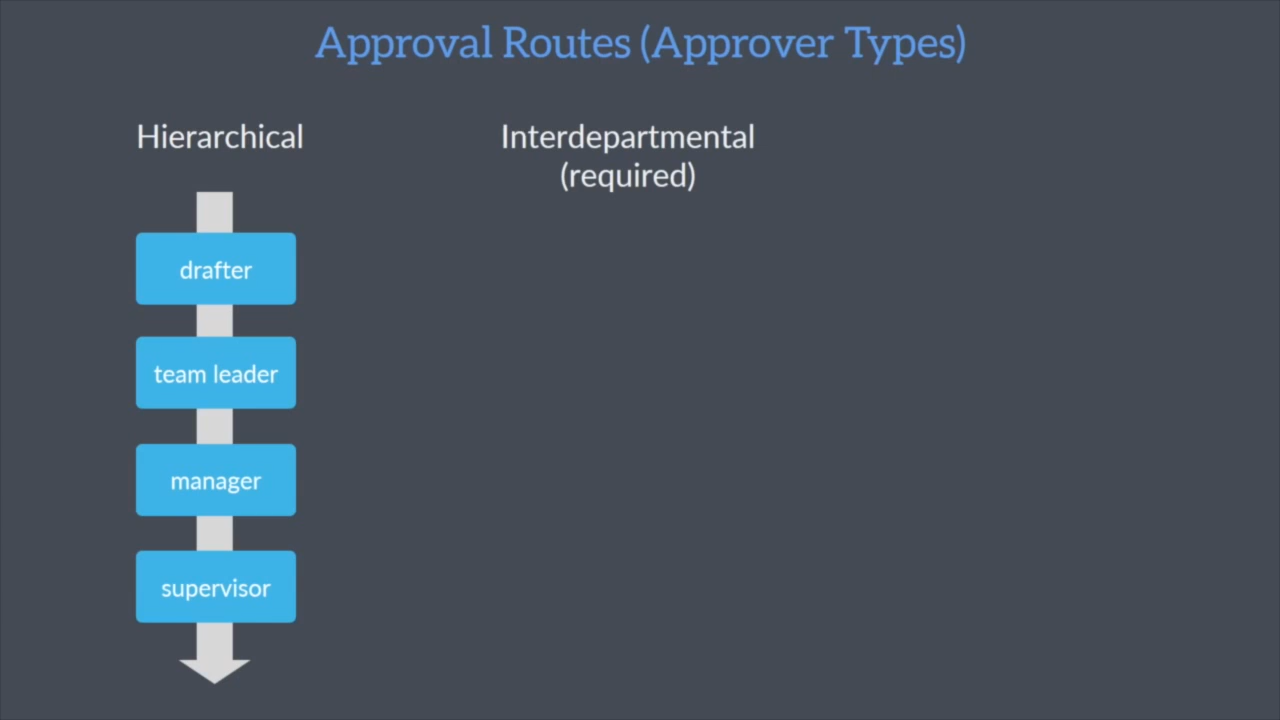 Approval Routes (Approver Types)
Hierarchical
Interdepartmental
(required)
drafter
team leader
manager
supervisor